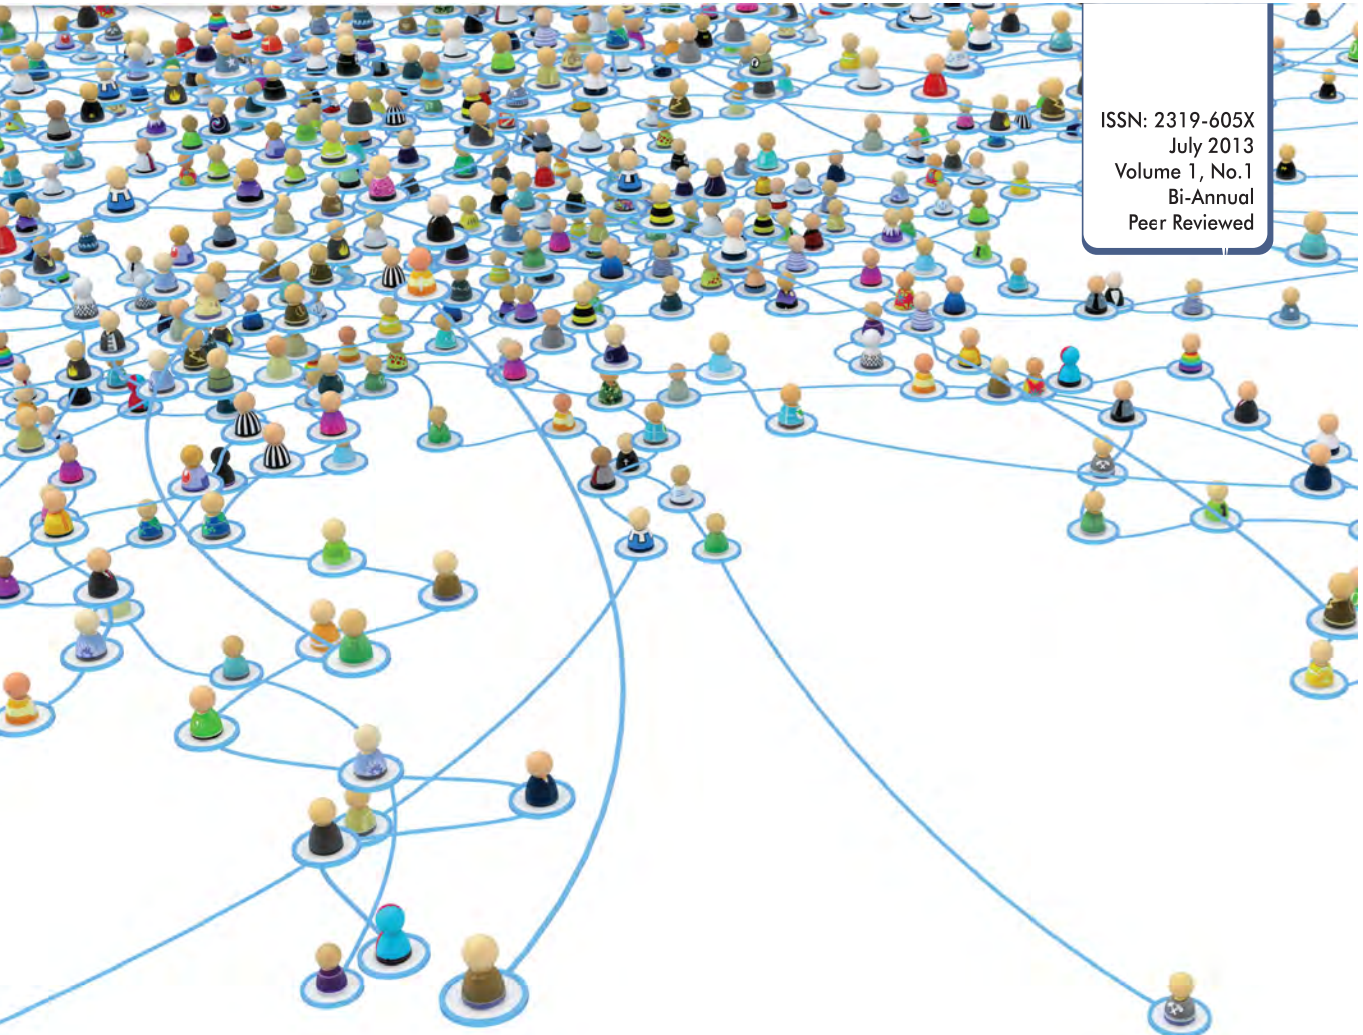 ISSN: 2319-605X
July 2013
Volume 1, No.1
Bi-Annual
Peer Reviewed